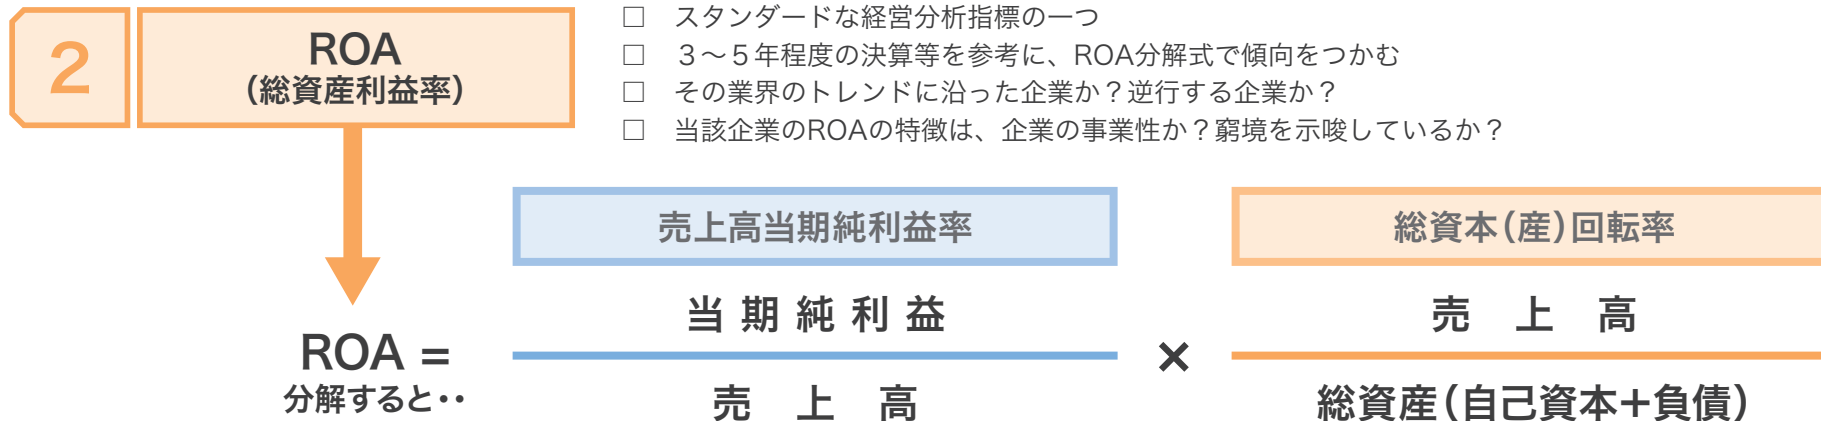 2
ROA
(総資産利益率)
□ スタンダードな経営分析指標の一つ
□ 3～5年程度の決算等を参考に、ROA分解式で傾向をつかむ
□ その業界のトレンドに沿った企業か？逆行する企業か？
□ 当該企業のROAの特徴は、企業の事業性か？窮境を示唆しているか？
売上高当期純利益率
総資本(産)回転率
ROA =
分解すると・・
当期純利益
売上高
×
売上高
総資産(自己資本＋負債)